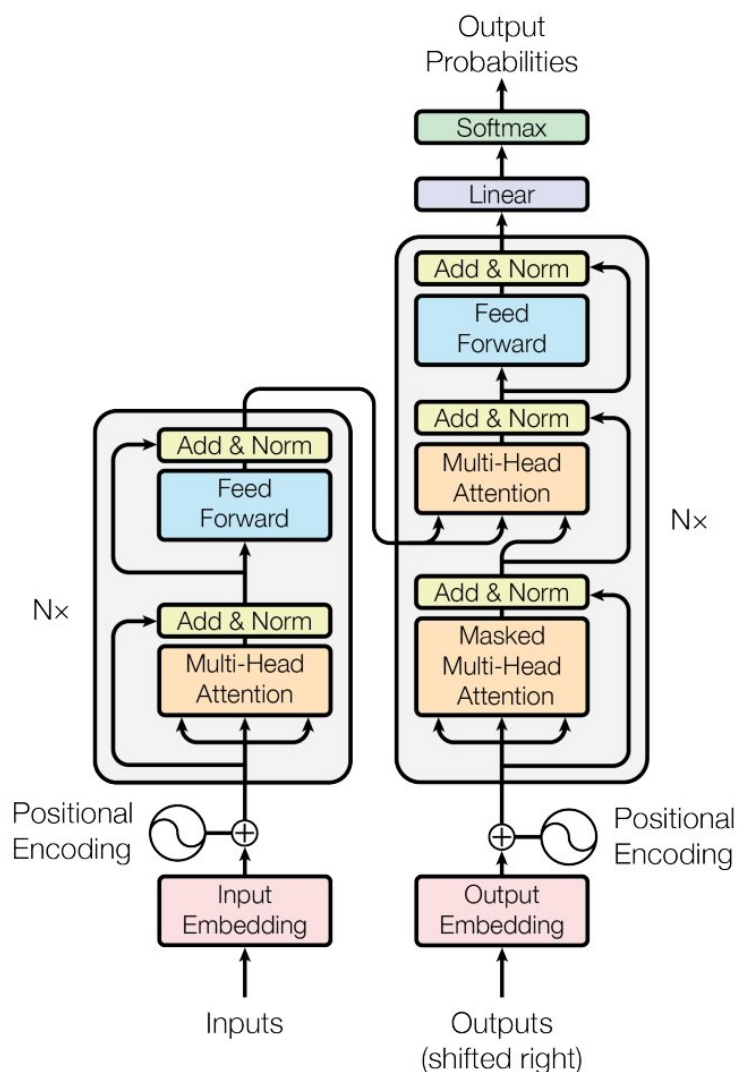 Output
Probabilities
Softmax
Linear
Add & Norm
Feed
Forward
Add & Norm
Multi-Head
Attention
Add & Norm
Masked
Multi-Head
Attention
N×
Add & Norm
Feed
Forward
Add & Norm
Multi-Head
Attention
N×
Positional
Encoding
Input
Embedding
Inputs
Positional
Encoding
Output
Embedding
Outputs
(shifted right)